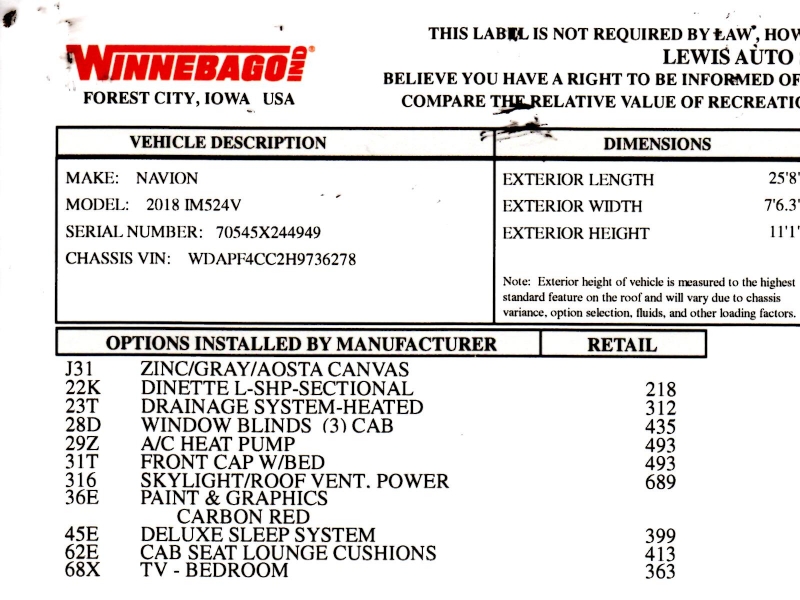 WINNEBAGO IND
FOREST CITY, IOWA USA
THIS LABEL IS NOT REQUIRED BY LAW, HOW
LEWIS AUTO
BELIEVE YOU HAVE A RIGHT TO BE INFORMED OF
COMPARE THE RELATIVE VALUE OF RECREATIO
VEHICLE DESCRIPTION DIMENSIONS
MAKE: NAVION
MODEL: 2018 IM524V
SERIAL NUMBER: 70545X244949
CHASSIS VIN: WDAPF4CC2H9736278
EXTERIOR LENGTH 25'8"
EXTERIOR WIDTH 7'6.3"
EXTERIOR HEIGHT 11'1"
Note: Exterior height of vehicle is measured to the highest
standard feature on the roof and will vary due to chassis
variance, option selection, fluids, and other loading factors.
OPTIONS INSTALLED BY MANUFACTURER RETAIL
J31 ZINC/GRAY/AOSTA CANVAS
22K DINETTE L-SHP-SECTIONAL 218
23T DRAINAGE SYSTEM-HEATED 312
28D WINDOW BLINDS (3) CAB 435
29Z A/C HEAT PUMP 493
31T FRONT CAP W/BED 493
316 SKYLIGHT/ROOF VENT. POWER 689
36E PAINT & GRAPHICS
CARBON RED
45E DELUXE SLEEP SYSTEM 399
62E CAB SEAT LOUNGE CUSHIONS 413
68X TV - BEDROOM 363